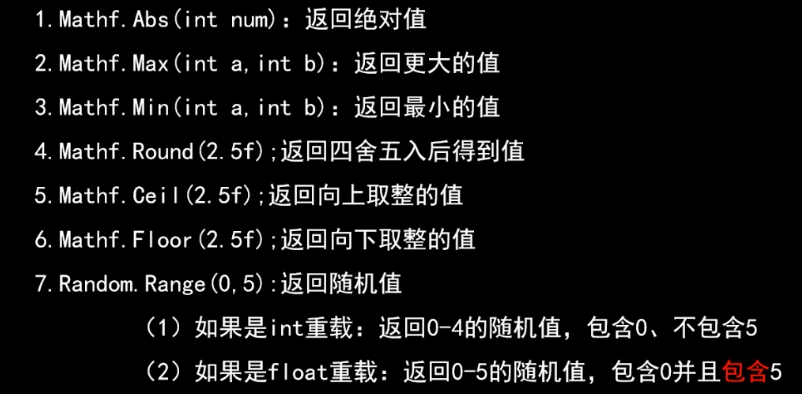 1.Mathf.Abs(int num)：返回绝对值
2.Mathf.Max(int a,int b)：返回更大的值
3.Mathf.Min(int a,int b)：返回最小的值
4.Mathf.Round(2.5f);返回四舍五入后得到值
5.Mathf.Ceil(2.5f);返回向上取整的值
6.Mathf.Floor(2.5f);返回向下取整的值
7.Random.Range(0,5):返回随机值
（1）如果是int重载：返回0-4的随机值，包含0、不包含5
（2）如果是float重载：返回0-5的随机值，包含0并且包含5